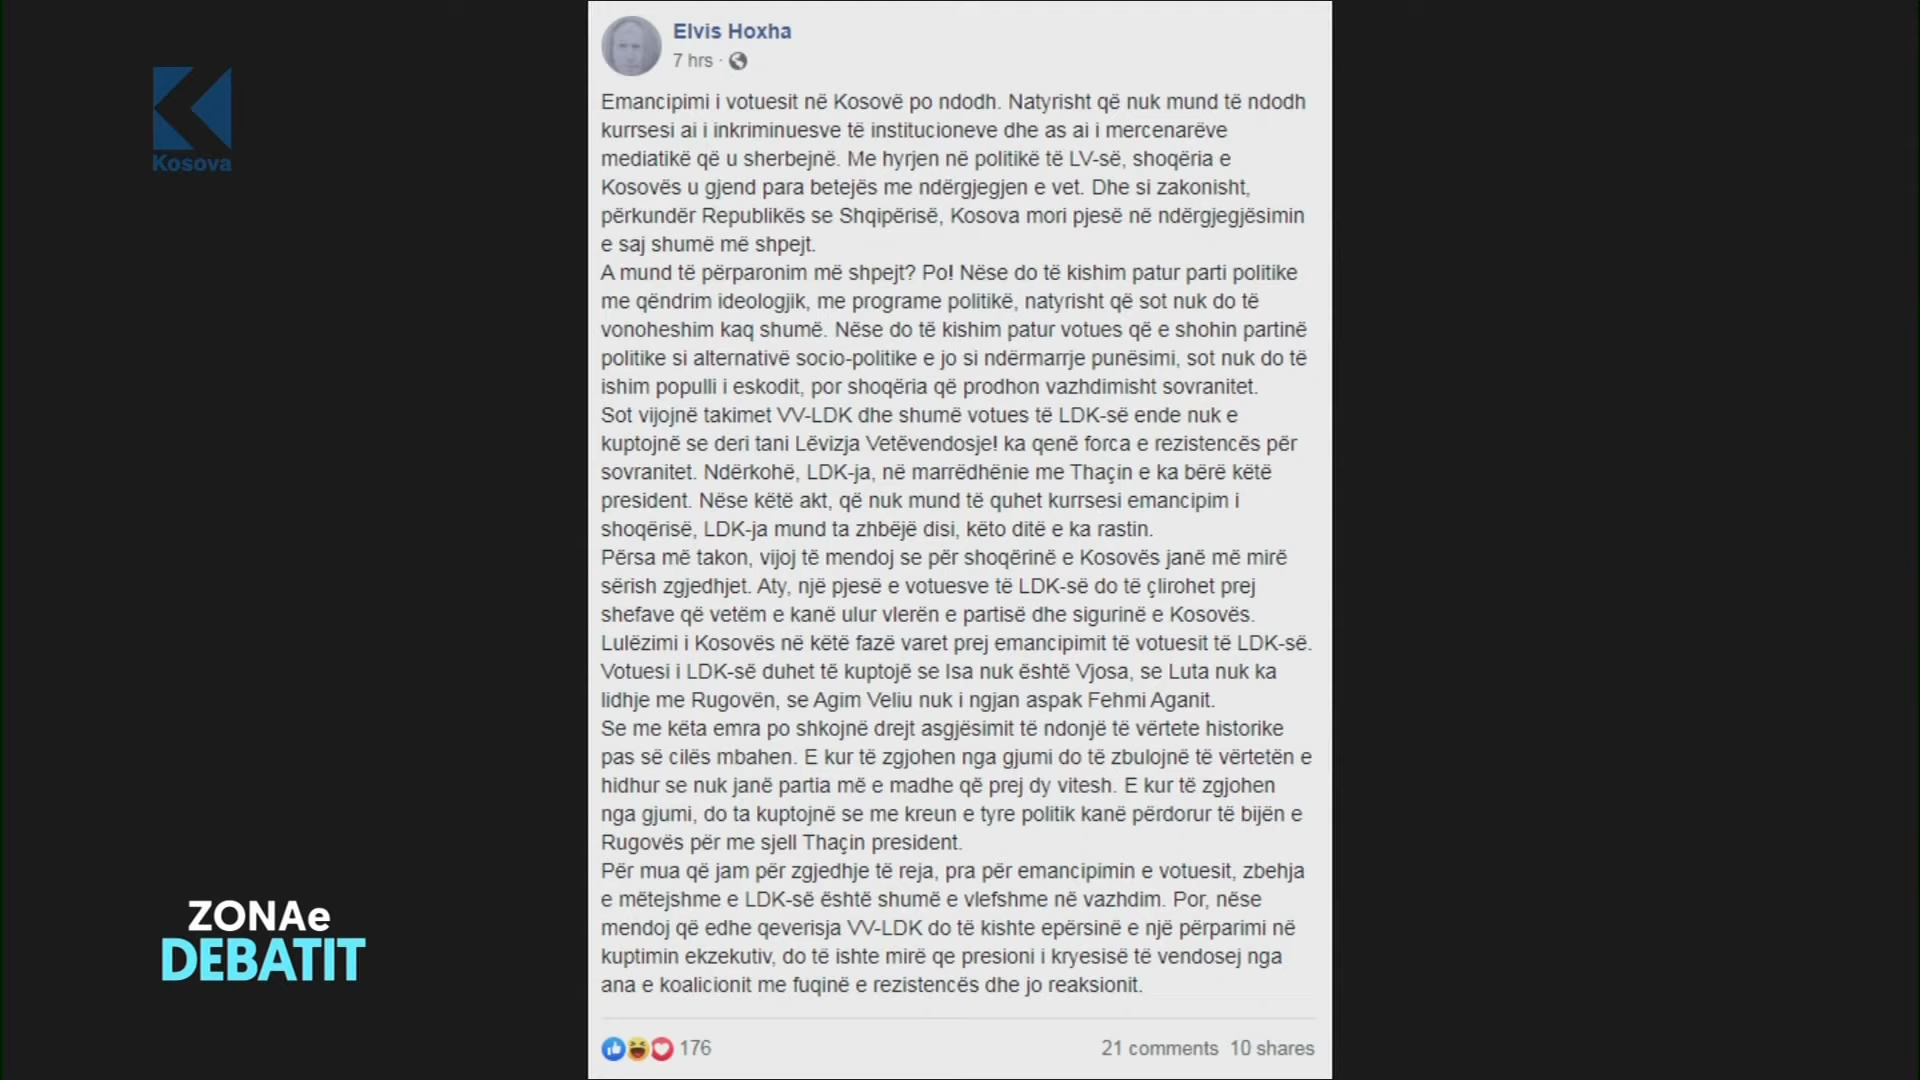 Elvis Hoxha
7 hrs ·
Kosova
Emancipimi i votuesit në Kosovë po ndodh. Natyrisht që nuk mund të ndodh
kurrsesi ai i inkriminuesve të institucioneve dhe as ai i mercenarëve
mediatikë që u sherbejnë. Me hyrjen në politikë të LV-së, shoqëria e
Kosovës u gjend para betejës me ndërgjegjen e vet. Dhe si zakonisht,
përkundër Republikës se Shqipërisë, Kosova mori pjesë në ndërgjegjësimin
e saj shumë më shpejt.
A mund të përparonim më shpejt? Po! Nëse do të kishim patur parti politike
me qëndrim ideologjik, me programe politikë, natyrisht që sot nuk do të
vonoheshim kaq shumë. Nëse do të kishim patur votues që e shohin partinë
politike si alternativë socio-politike e jo si ndërmarrje punësimi, sot nuk do të
ishim populli i eskodit, por shoqëria që prodhon vazhdimisht sovranitet.
Sot vijojnë takimet VV-LDK dhe shumë votues të LDK-së ende nuk e
kuptojnë se deri tani Lëvizja Vetëvendosje! ka qenë forca e rezistencës për
sovranitet. Ndërkohë, LDK-ja, në marrëdhënie me Thaçin e ka bërë këtë
president. Nëse këtë akt, që nuk mund të quhet kurrsesi emancipim i
shoqërisë, LDK-ja mund ta zhbëjë disi, këto ditë e ka rastin.
Përsa më takon, vijoj të mendoj se për shoqërinë e Kosovës janë më mirë
sërish zgjedhjet. Aty, një pjesë e votuesve të LDK-së do të çlirohet prej
shefave që vetëm e kanë ulur vlerën e partisë dhe sigurinë e Kosovës.
Lulëzimi i Kosovës në këtë fazë varet prej emancipimit të votuesit të LDK-së.
Votuesi i LDK-së duhet të kuptojë se Isa nuk është Vjosa, se Luta nuk ka
lidhje me Rugovën, se Agim Veliu nuk i ngjan aspak Fehmi Aganit.
Se me këta emra po shkojnë drejt asgjësimit të ndonjë të vërtete historike
pas së cilës mbahen. E kur të zgjohen nga gjumi do të zbulojnë të vërtetën e
hidhur se nuk janë partia më e madhe që prej dy vitesh. E kur të zgjohen
nga gjumi, do ta kuptojnë se me kreun e tyre politik kanë përdorur të bijën e
Rugovës për me sjell Thaçin president.
Për mua që jam për zgjedhje të reja, pra për emancipimin e votuesit, zbehja
e mëtejshme e LDK-së është shumë e vlefshme në vazhdim. Por, nëse
mendoj që edhe qeverisja VV-LDK do të kishte epërsinë e një përparimi në
kuptimin ekzekutiv, do të ishte mirë qe presioni i kryesisë të vendosej nga
ana e koalicionit me fuqinë e rezistencës dhe jo reaksionit.
ZONAe
DEBATIT
176
21 comments 10 shares